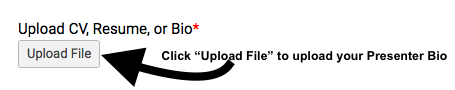 Upload CV, Resume, or Bio*
Upload File
Click “Upload File” to upload your Presenter Bio